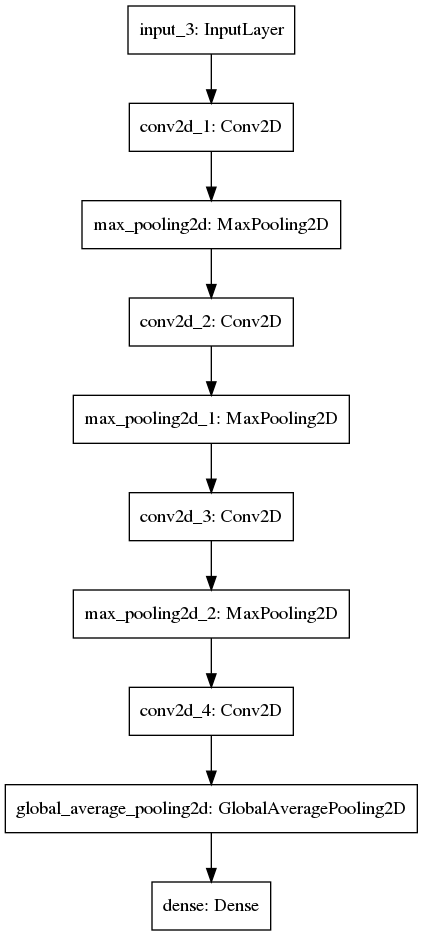 input_3: InputLayer
conv2d_1: Conv2D
max_pooling2d: MaxPooling2D
conv2d_2: Conv2D
max_pooling2d_1: MaxPooling2D
conv2d_3: Conv2D
max_pooling2d_2: MaxPooling2D
conv2d_4: Conv2D
global_average_pooling2d: GlobalAveragePooling2D
dense: Dense